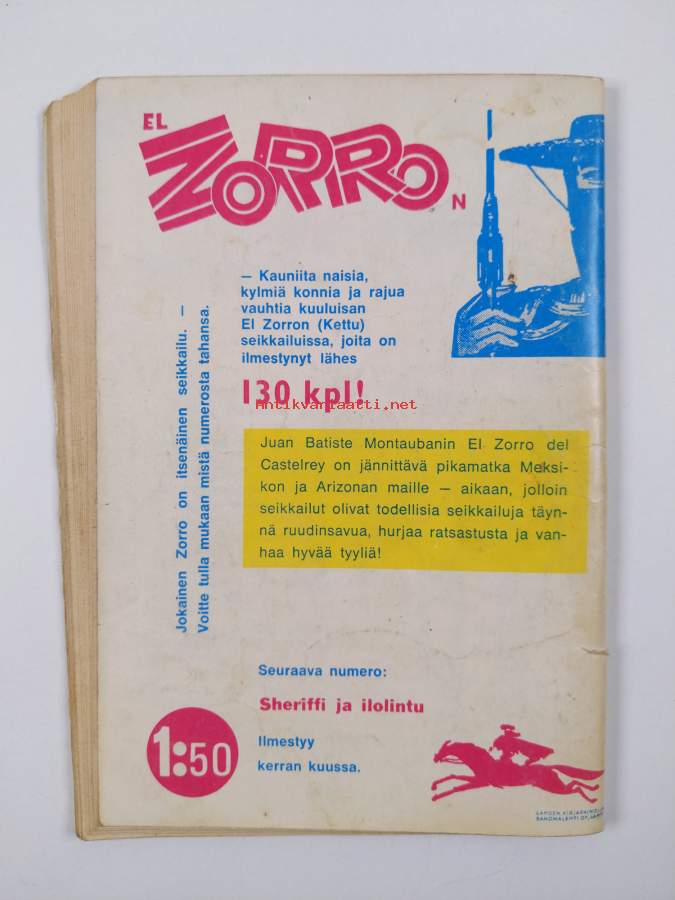 EL
ZORRO
N
— Kauniita naisia,
kylmiä konnia ja rajua
vauhtia kuuluisan
El Zorron (Kettu)
seikkailuissa, joita on
ilmestynyt lähes
130 kpl!
Antikvariaatti.net
Juan Batiste Montaubanin El Zorro del
Castelrey on jännittävä pikamatka Meksi-
kon ja Arizonan maille — aikaan, jolloin
seikkailut olivat todellisia seikkailuja täyn-
nä ruudinsavua, hurjaa ratsastusta ja van-
haa hyvää tyyliä!
Jokainen Zorro on itsenäinen seikkailu. —
Voitte tulla mukaan mistä numerosta tahansa.
Seuraava numero:
Sheriffi ja ilolintu
1:50
Ilmestyy
kerran kuussa.
SANOMALEHTI OY,